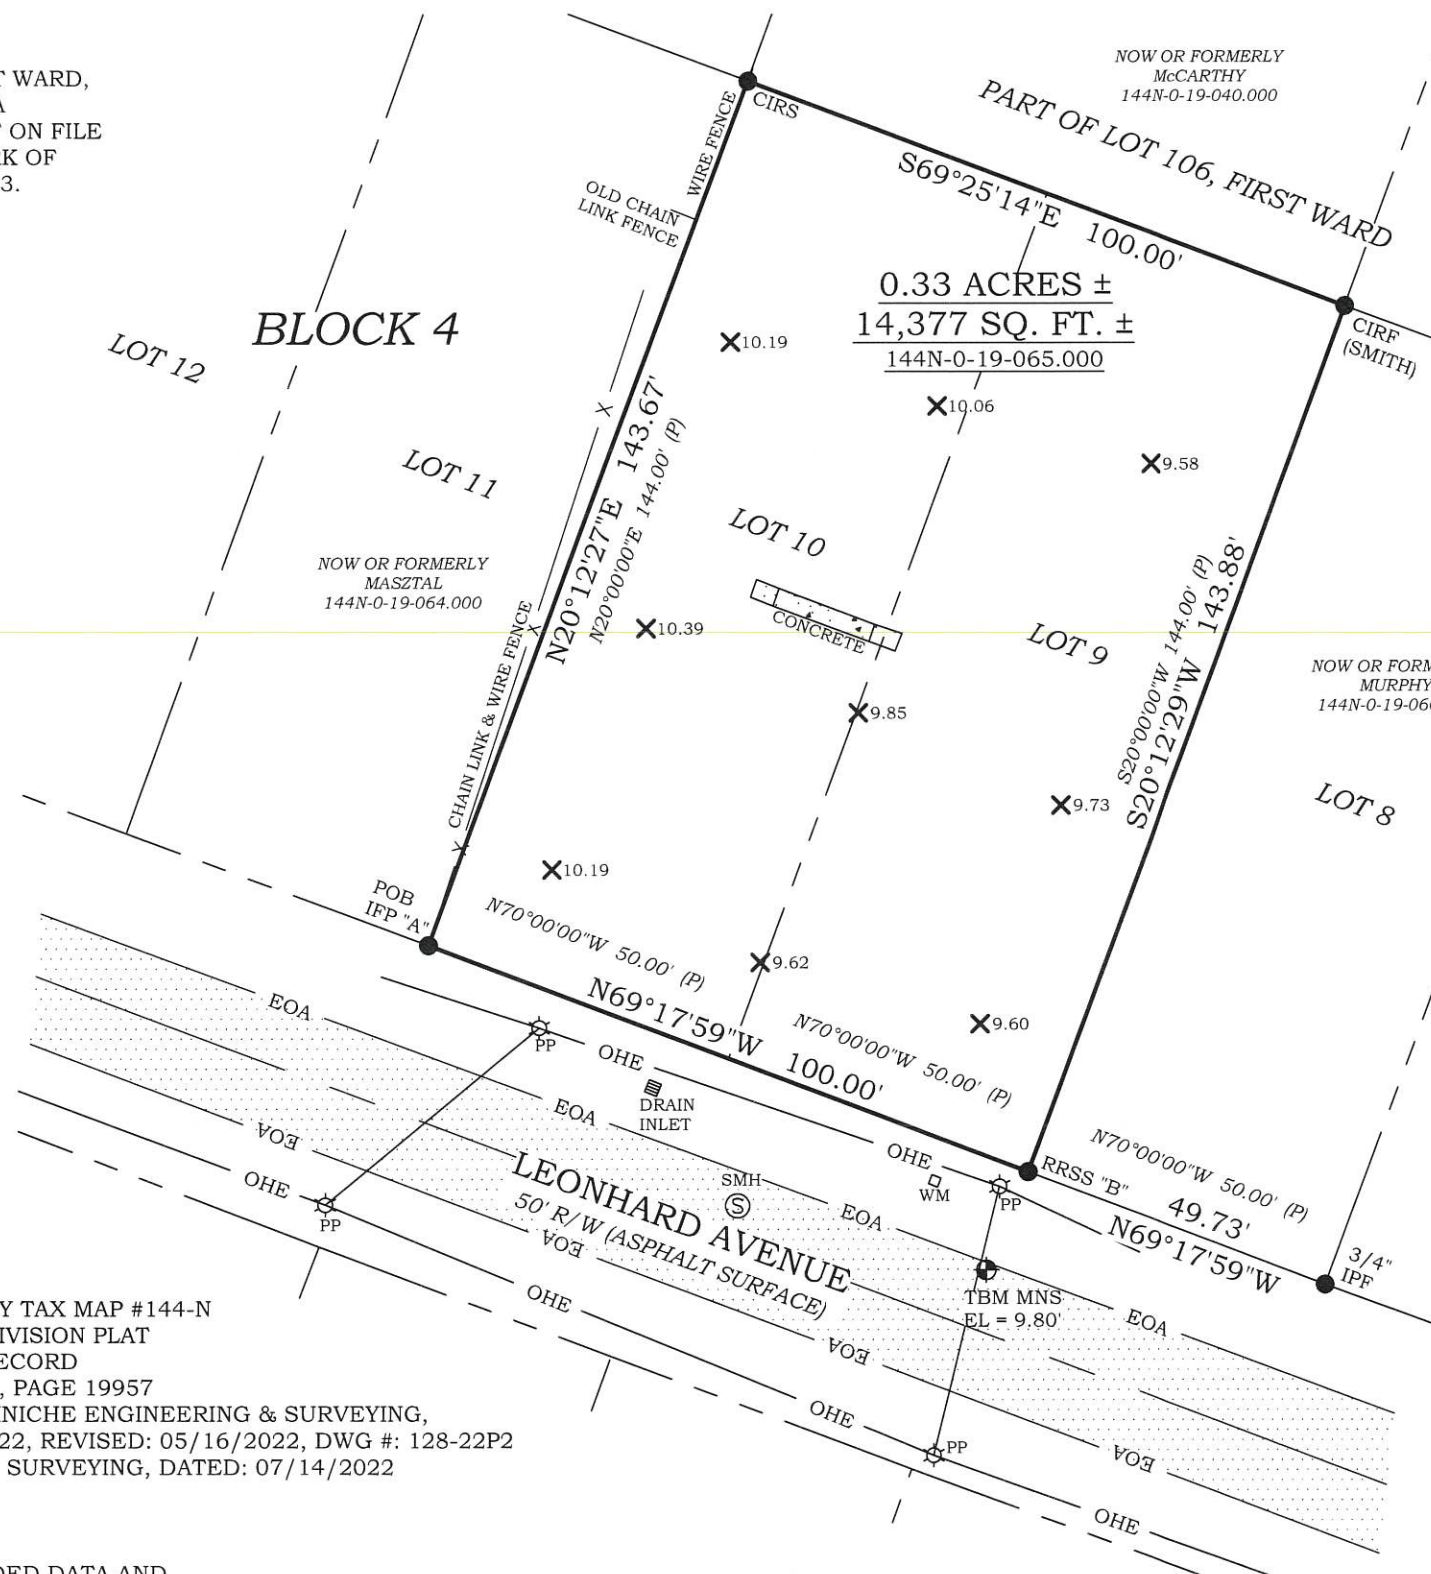 T WARD,
A
ON FILE
RK OF
3.
NOW OR FORMERLY
McCARTHY
144N-0-19-040.000
PART OF LOT 106, FIRST WARD
CIRS
WIRE FENCE
S69°25'14"E 100.00'
OLD CHAIN
LINK FENCE
0.33 ACRES ±
14,377 SQ. FT. ±
144N-0-19-065.000
CIRF
(SMITH)
BLOCK 4
LOT 12
10.19
10.06
9.58
X
N20°12'27"E 143.67'
N20°00'00"E 144.00' (P)
LOT 11
LOT 10
NOW OR FORMERLY
MASZTAL
144N-0-19-064.000
CHAIN LINK & WIRE FENCE
X
10.39
CONCRETE
LOT 9
S20°00'00"W 144.00' (P)
S20°12'29"W 143.88'
NOW OR FORM
MURPHY
144N-0-19-06
9.85
9.73
LOT 8
X
10.19
POB
IFP "A"
N70°00'00"W 50.00' (P)
9.62
N69°17'59"W 100.00'
9.60
N70°00'00"W 50.00' (P)
EOA
PP
OHE
DRAIN
INLET
EOA
EOA
OHE
PP
LEONHARD AVENUE
50' R/W (ASPHALT SURFACE)
SMH
S
EOA
OHE
WM
PP
EOA
RRSS "B"
N70°00'00"W 50.00' (P)
49.73'
N69°17'59"W
3/4"
IPF
TBM MNS
EL = 9.80'
EOA
OHE
EOA
OHE
PP
EOA
OHE
Y TAX MAP #144-N
IVISION PLAT
ECORD
, PAGE 19957
NICHE ENGINEERING & SURVEYING,
22, REVISED: 05/16/2022, DWG #: 128-22P2
SURVEYING, DATED: 07/14/2022
DED DATA AND